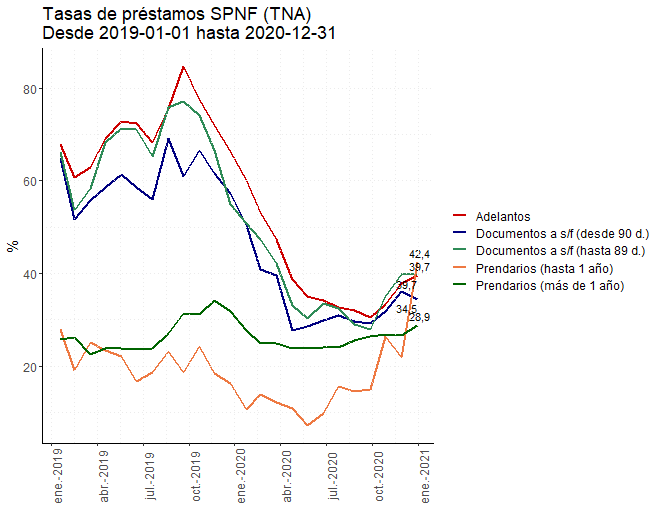 Tasas de préstamos SPNF (TNA)
Desde 2019-01-01 hasta 2020-12-31
%
80
60
40
20
42,4
39,7
39,7
34,5
28,9
ene.-2019
abr.-2019
jul.-2019
oct.-2019
ene.-2020
abr.-2020
jul.-2020
oct.-2020
ene.-2021
Adelantos
Documentos a s/f (desde 90 d.)
Documentos a s/f (hasta 89 d.)
Prendarios (hasta 1 año)
Prendarios (más de 1 año)